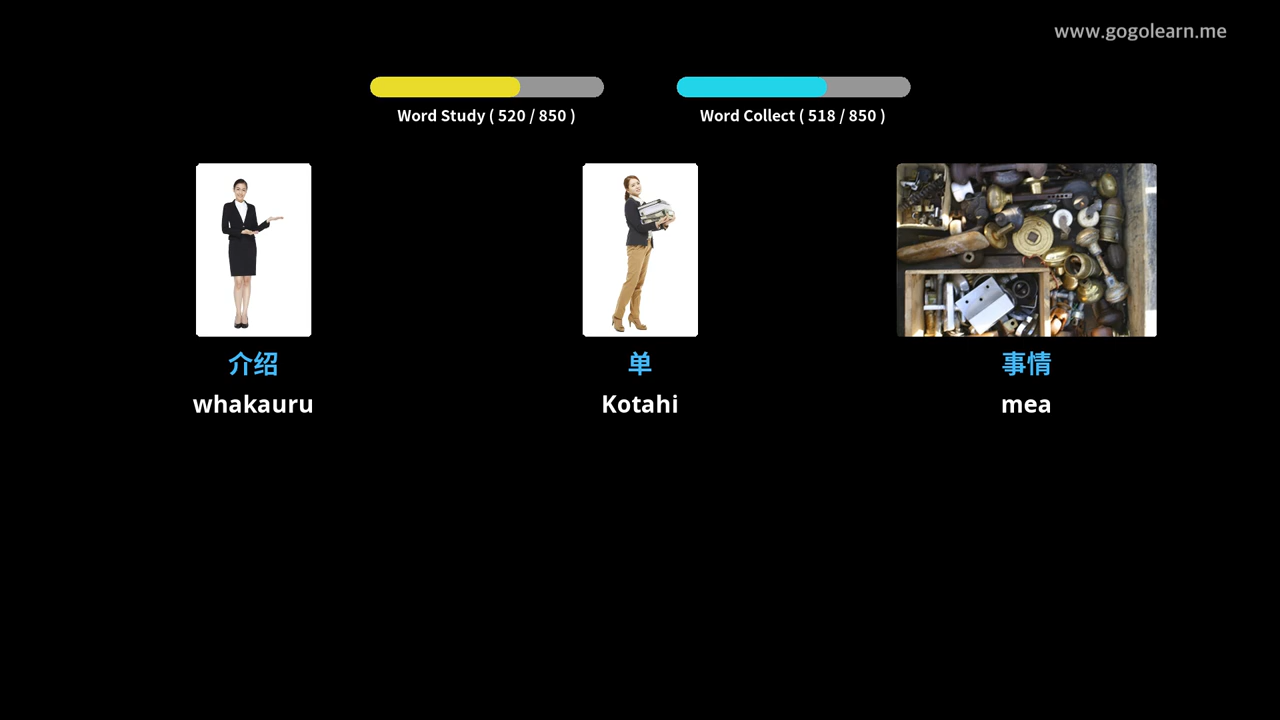 www.gogolearn.me
Word Study ( 520 / 850 )
Word Collect ( 518 / 850 )
介绍
单
事情
whakauru
Kotahi
mea